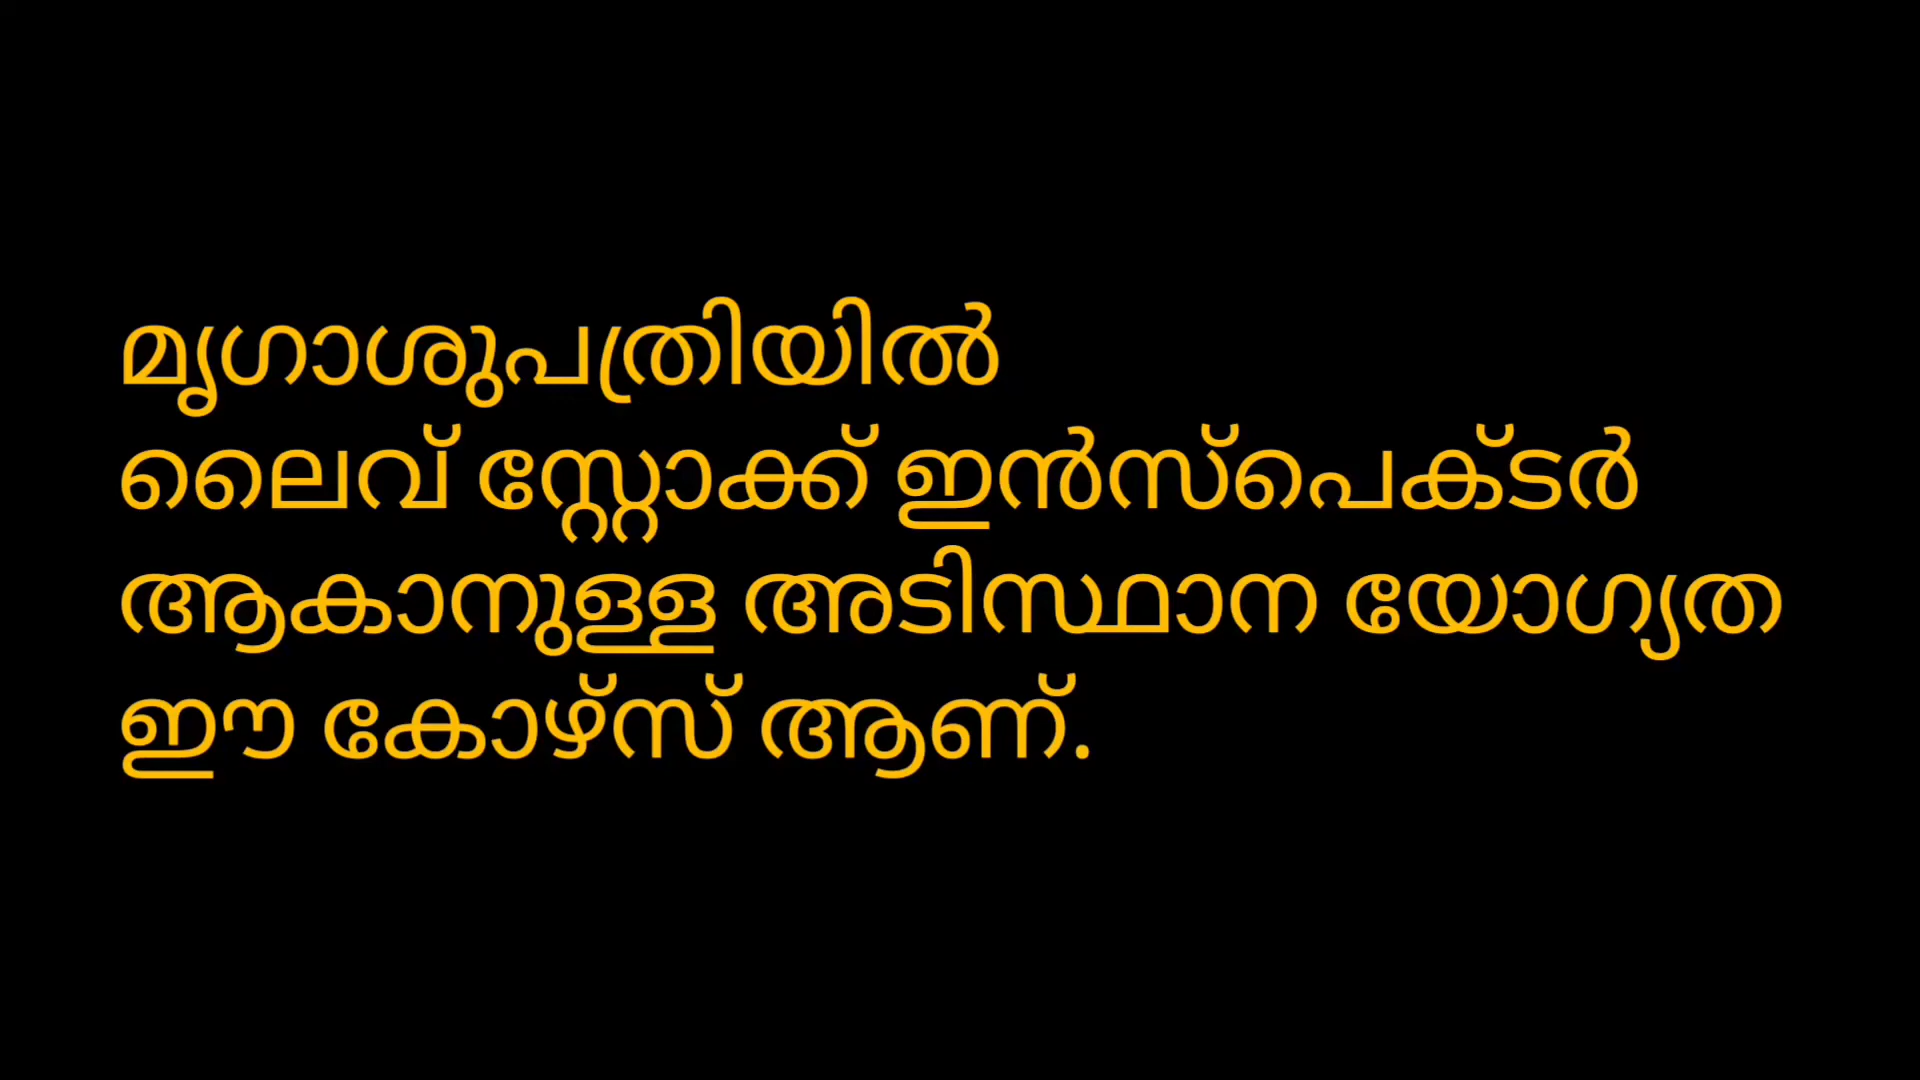 മൃഗാശുപത്രിയിൽ
ലൈവ് സ്റ്റോക്ക് ഇൻസ്പെക്ടർ
ആകാനുള്ള അടിസ്ഥാന യോഗ്യത
ഈ കോഴ്സ് ആണ്.